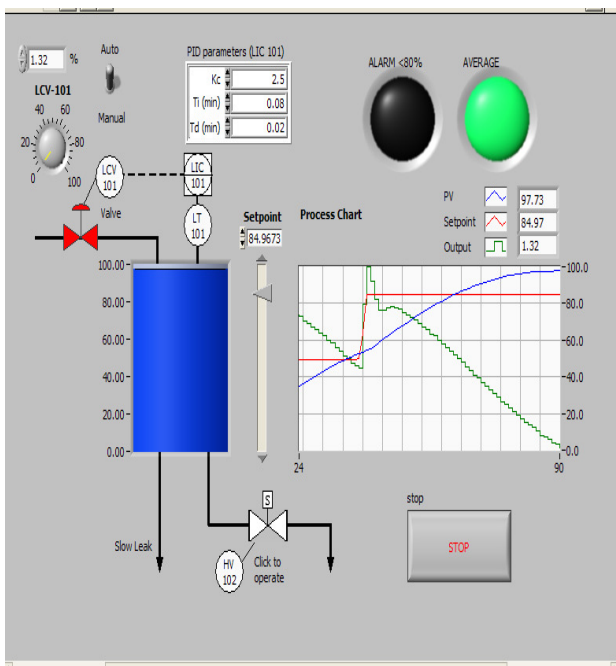 1.32 %
Auto
Manual
LCV-101
0 20 40 60 80 100
PID parameters (LIC 101)
Kc 2.5
Ti (min) 0.08
Td (min) 0.02
ALARM <80%
AVERAGE
LCV 101
LIC 101
LT 101
Valve
Setpoint
84.9673
Process Chart
PV 97.73
Setpoint 84.97
Output 1.32
100.00
80.00
60.00
40.00
20.00
0.00
100.0
80.0
60.0
40.0
20.0
0.0
24
90
Slow Leak
S
HV 102
Click to
operate
stop
STOP